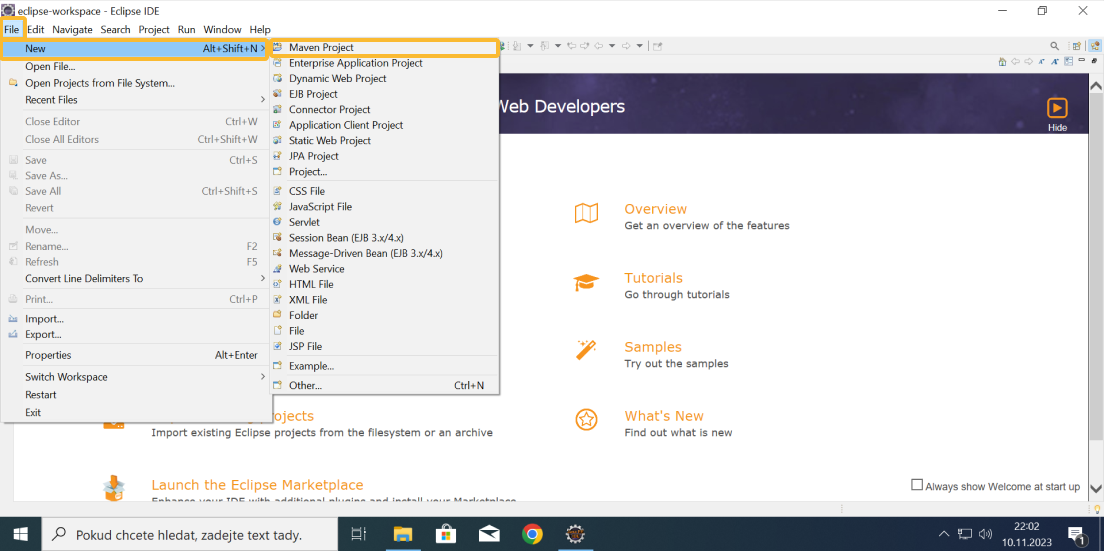 eclipse-workspace - Eclipse IDE
File Edit Navigate Search Project Run Window Help
New Alt+Shift+N
Open File...
Open Projects from File System...
Recent Files
Close Editor Ctrl+W
Close All Editors Ctrl+Shift+W
Save Ctrl+S
Save As...
Save All Ctrl+Shift+S
Revert
Move...
Rename... F2
Refresh F5
Convert Line Delimiters To
Print... Ctrl+P
Import...
Export...
Properties Alt+Enter
Switch Workspace
Restart
Exit
Maven Project
Enterprise Application Project
Dynamic Web Project
EJB Project
Connector Project
Application Client Project
Static Web Project
JPA Project
Project...
CSS File
JavaScript File
Servlet
Session Bean (EJB 3.x/4.x)
Message-Driven Bean (EJB 3.x/4.x)
Web Service
HTML File
XML File
Folder
File
JSP File
Example...
Other... Ctrl+N
Web Developers
Hide
Overview
Get an overview of the features
Tutorials
Go through tutorials
Samples
Try out the samples
What's New
Find out what is new
ojects
Import existing Eclipse projects from the filesystem or an archive
Launch the Eclipse Marketplace
Enhance your IDE with additional plugins and install your Marketplace
Always show Welcome at start up
Pokud chcete hledat, zadejte text tady.
22:02
10.11.2023
1